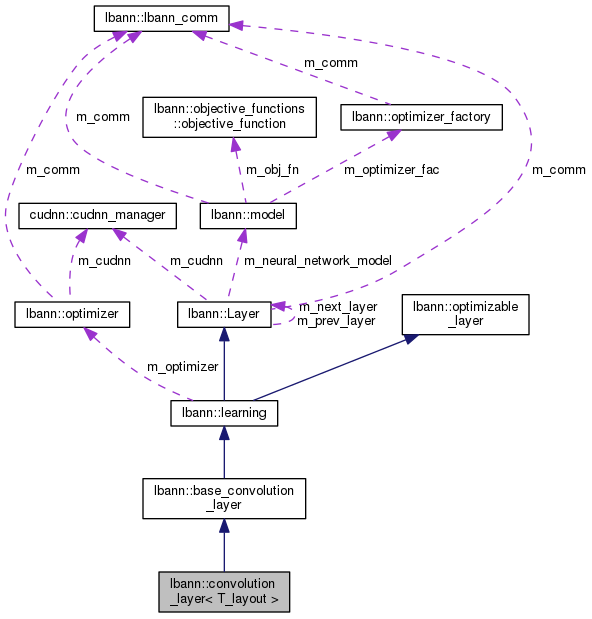 lbann::lbann_comm
m_comm
lbann::objective_functions
::objective_function
lbann::optimizer_factory
m_comm
m_comm
m_obj_fn
m_optimizer_fac
m_comm
cudnn::cudnn_manager
lbann::model
m_cudnn
m_cudnn
m_neural_network_model
lbann::optimizer
lbann::Layer
m_next_layer
m_prev_layer
lbann::optimizable
_layer
m_optimizer
lbann::learning
lbann::base_convolution
_layer
lbann::convolution
_layer< T_layout >